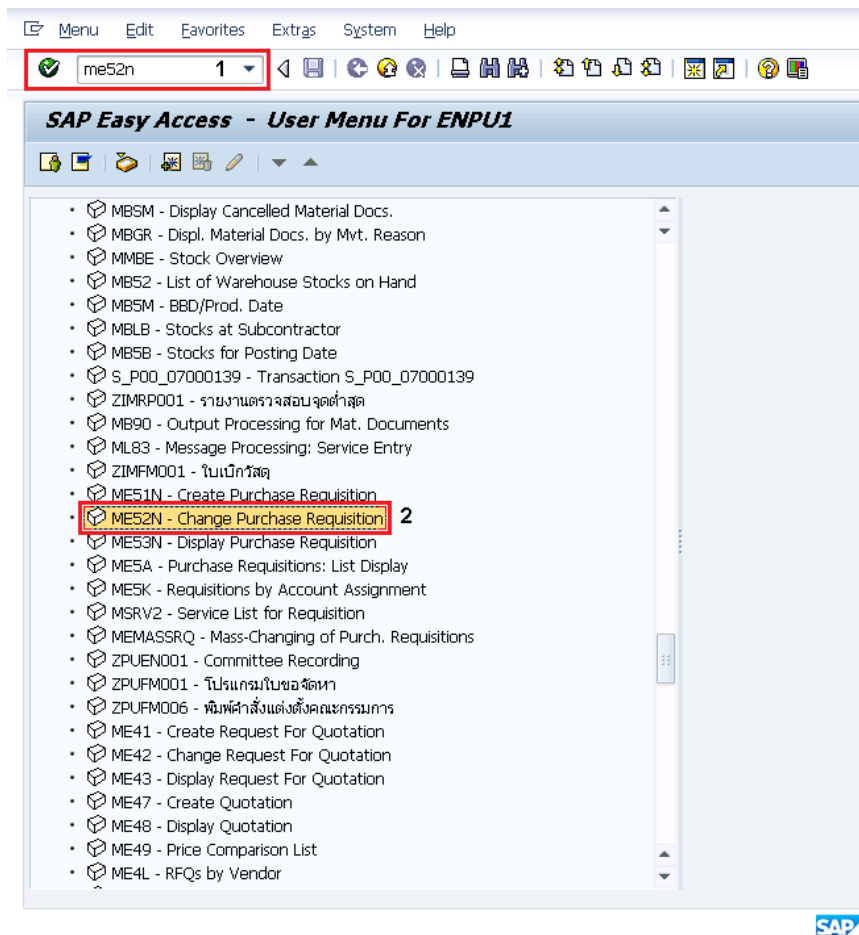 Menu Edit Favorites Extras System Help
me52n 1
SAP Easy Access - User Menu For ENPU1
MBSM - Display Cancelled Material Docs.
MBGR - Displ. Material Docs. by Mvt. Reason
MMBE - Stock Overview
MB52 - List of Warehouse Stocks on Hand
MB5M - BBD/Prod. Date
MBLB - Stocks at Subcontractor
MB5B - Stocks for Posting Date
S_P00_07000139 - Transaction S_P00_07000139
ZIMRP001 - รายงานตรวจสอบจุดต่ำสุด
MB90 - Output Processing for Mat. Documents
ML83 - Message Processing: Service Entry
ZIMFM001 - ใบเบิกวัสดุ
ME51N - Create Purchase Requisition
ME52N - Change Purchase Requisition 2
ME53N - Display Purchase Requisition
ME5A - Purchase Requisitions: List Display
ME5K - Requisitions by Account Assignment
MSRV2 - Service List for Requisition
MEMASSRQ - Mass-Changing of Purch. Requisitions
ZPUEN001 - Committee Recording
ZPUFM001 - โปรแกรมใบขอจัดหา
ZPUFM006 - พิมพ์คำสั่งแต่งตั้งคณะกรรมการ
ME41 - Create Request For Quotation
ME42 - Change Request For Quotation
ME43 - Display Request For Quotation
ME47 - Create Quotation
ME48 - Display Quotation
ME49 - Price Comparison List
ME4L - RFQs by Vendor
SAP